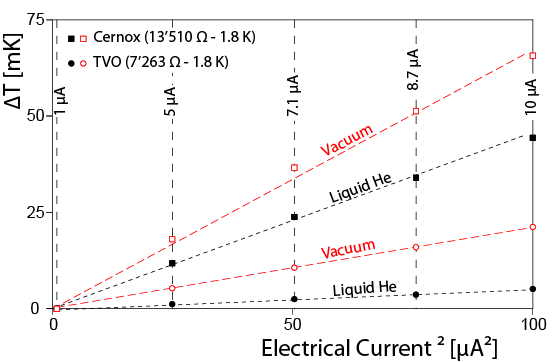 75
50
25
0
ΔT [mK]
Cernox (13'510 Ω - 1.8 K)
TVO (7'263 Ω - 1.8 K)
1 µA
5 µA
7.1 µA
8.7 µA
10 µA
Vacuum
Liquid He
Vacuum
Liquid He
0
50
100
Electrical Current ² [µA²]